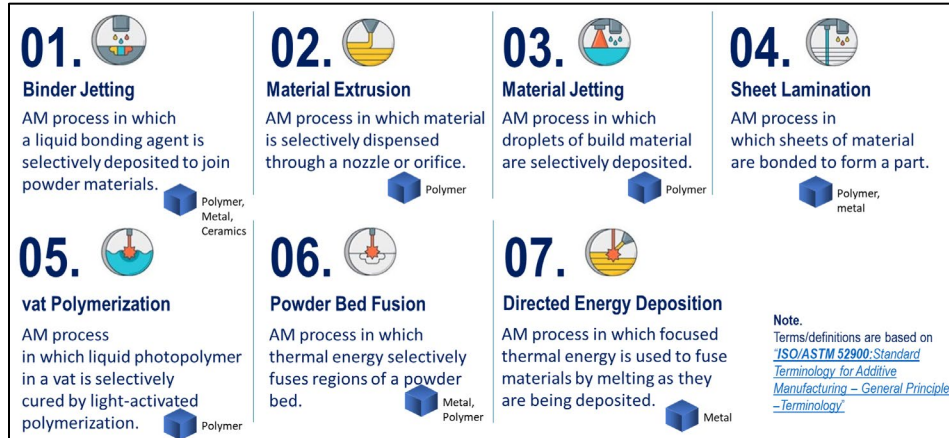 01.
Binder Jetting
AM process in which
a liquid bonding agent is
selectively deposited to join
powder materials.
Polymer,
Metal,
Ceramics
02.
Material Extrusion
AM process in which material
is selectively dispensed
through a nozzle or orifice.
Polymer
03.
Material Jetting
AM process in which
droplets of build material
are selectively deposited.
Polymer
04.
Sheet Lamination
AM process in
which sheets of material
are bonded to form a part.
Polymer,
metal
05.
vat Polymerization
AM process
in which liquid photopolymer
in a vat is selectively
cured by light-activated
polymerization.
Polymer
06.
Powder Bed Fusion
AM process in which
thermal energy selectively
fuses regions of a powder
bed.
Metal,
Polymer
07.
Directed Energy Deposition
AM process in which focused
thermal energy is used to fuse
materials by melting as they
are being deposited.
Metal
Note.
Terms/definitions are based on
"ISO/ASTM 52900:Standard
Terminology for Additive
Manufacturing – General Principle
–Terminology"